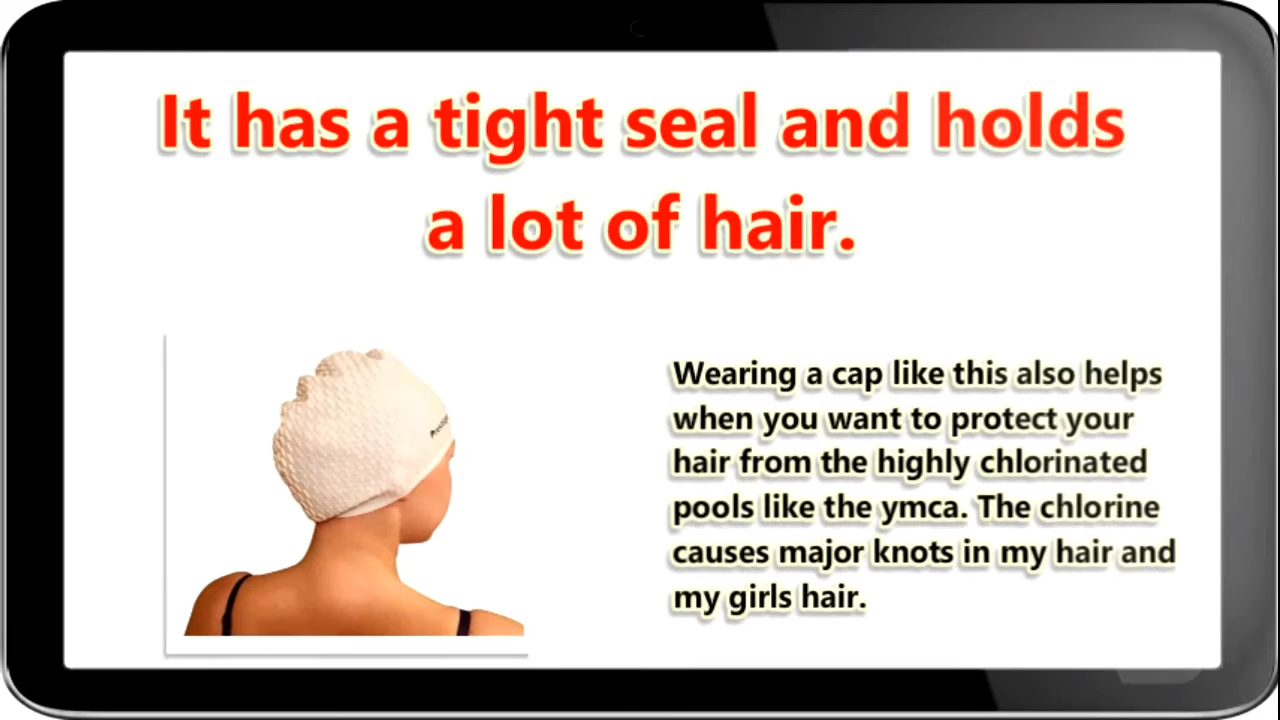 It has a tight seal and holds
a lot of hair.
Wearing a cap like this also helps
when you want to protect your
hair from the highly chlorinated
pools like the ymca. The chlorine
causes major knots in my hair and
my girls hair.